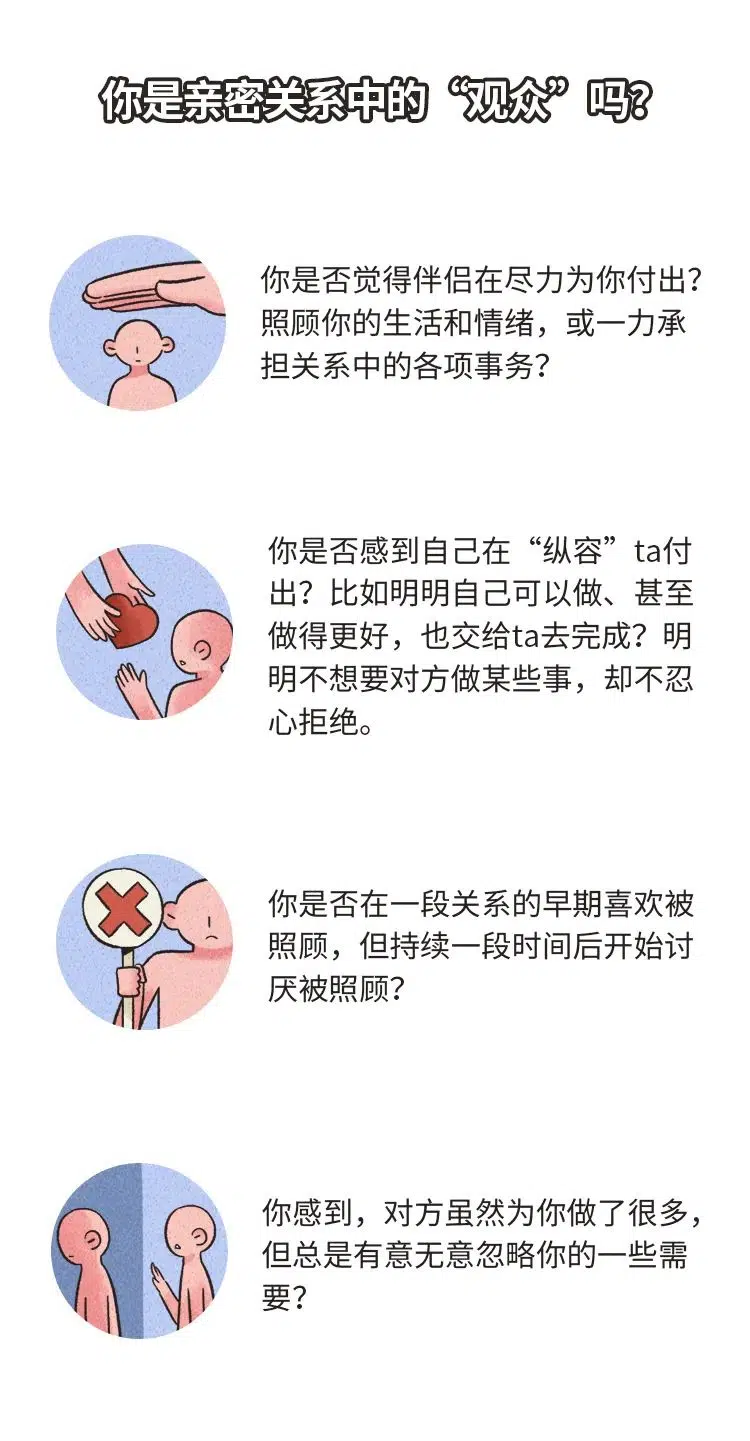 你是亲密关系中的“观众”吗?
你是否觉得伴侣在尽力为你付出?
照顾你的生活和情绪，或一力承
担关系中的各项事务?
你是否感到自己在“纵容”ta付
出? 比如明明自己可以做、甚至
做得更好，也交给ta去完成? 明
明不想要对方做某些事，却不忍
心拒绝。
你是否在一段关系的早期喜欢被
照顾，但持续一段时间后开始讨
厌被照顾?
你感到，对方虽然为你做了很多，
但总是有意无意忽略你的一些需
要?